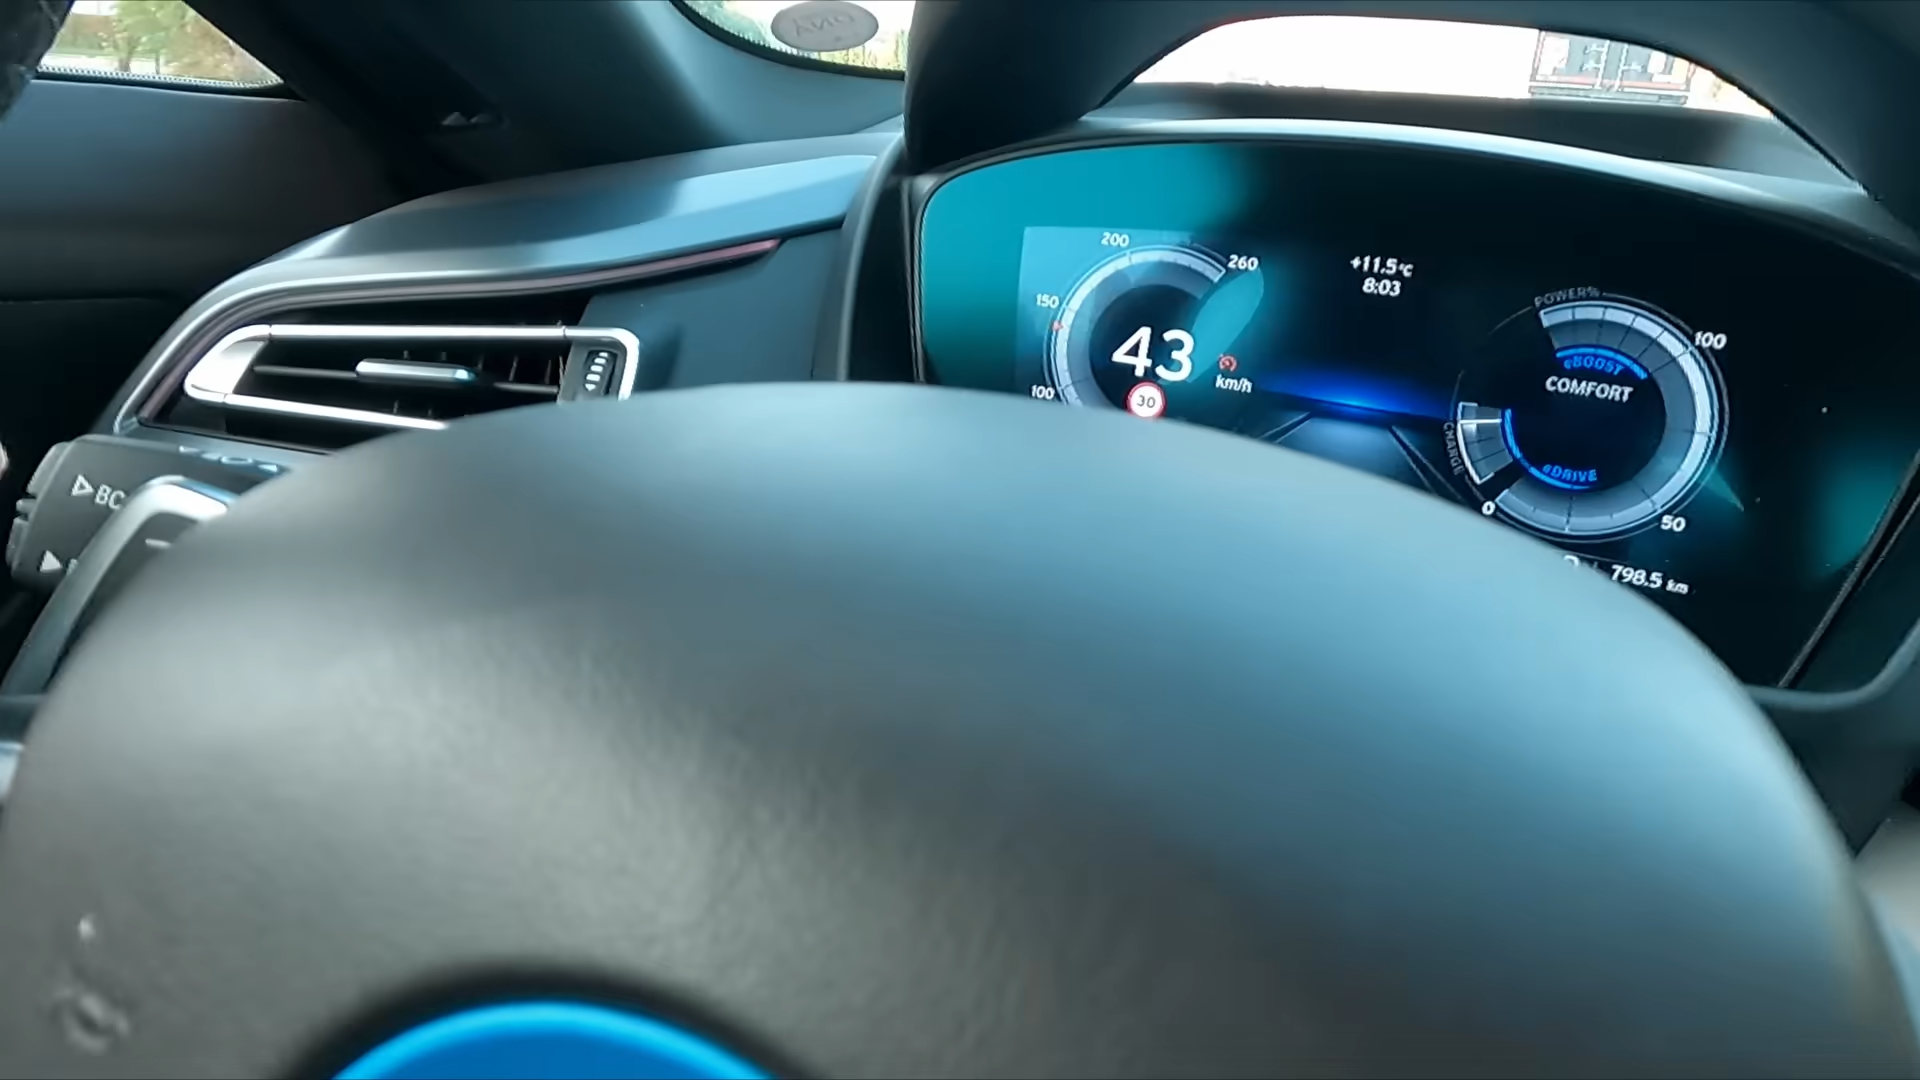 200
260
150
100
43
km/h
30
+11.5°C
8:03
POWER%
100
eBOOST
COMFORT
CHARGE
eDRIVE
0
50
798.5 km
BC